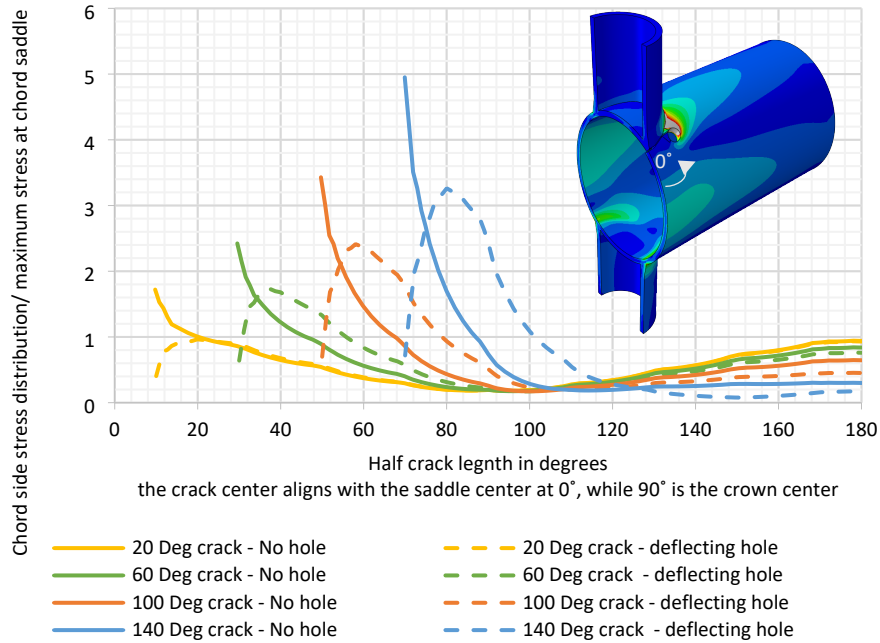 Chord side stress distribution/ maximum stress at chord saddle
6
5
4
3
2
1
0
0˚
0 20 40 60 80 100 120 140 160 180
Half crack legnth in degrees
the crack center aligns with the saddle center at 0˚, while 90˚ is the crown center
20 Deg crack - No hole
20 Deg crack - deflecting hole
60 Deg crack - No hole
60 Deg crack  - deflecting hole
100 Deg crack - No hole
100 Deg crack - deflecting hole
140 Deg crack - No hole
140 Deg crack - deflecting hole